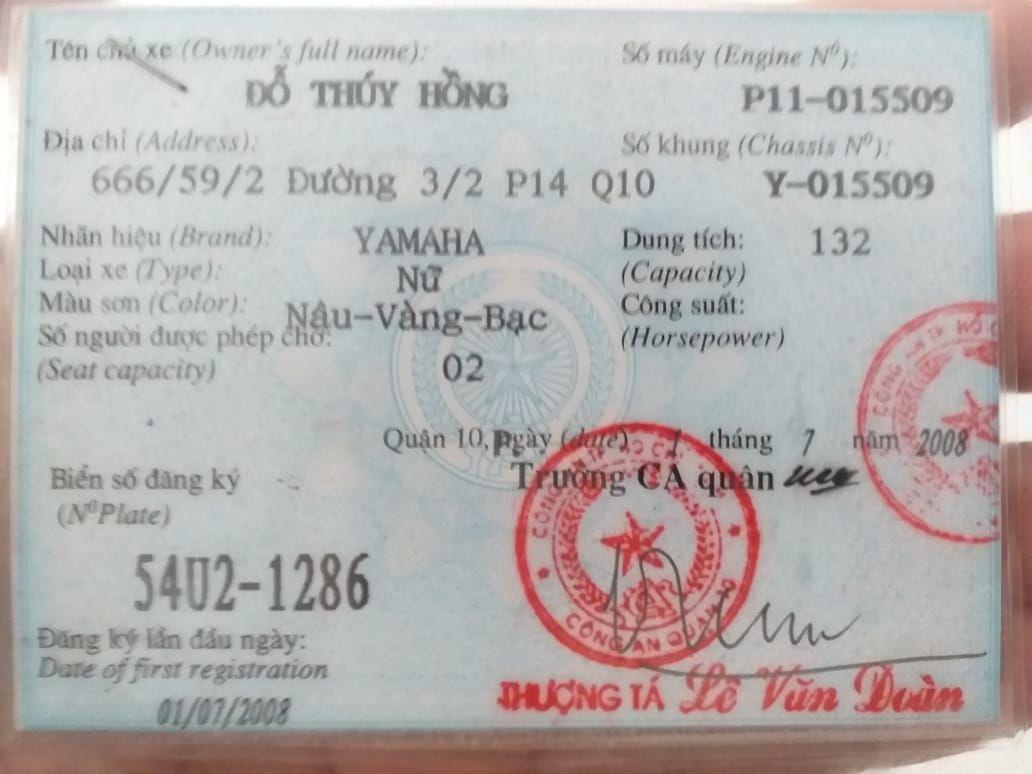 Tên chủ xe (Owner's full name):
ĐỖ THÚY HỒNG
Số máy (Engine Nº):
P11-015509
Địa chỉ (Address):
666/59/2 Đường 3/2 P14 Q10
Số khung (Chassis Nº):
Y-015509
Nhãn hiệu (Brand): YAMAHA
Loại xe (Type): Nữ
Màu sơn (Color): Nâu-Vàng-Bạc
Số người được phép chở:
(Seat capacity) 02
Dung tích: 132
(Capacity)
Công suất:
(Horsepower)
Quận 10, ngày (date) 1 tháng 7 năm 2008
Trưởng CA quận
Biển số đăng ký
(NºPlate)
54U2-1286
Đăng ký lần đầu ngày:
Date of first registration
01/07/2008
CÔNG AN QUẬN 10
THƯỢNG TÁ Lê Văn Đoàn